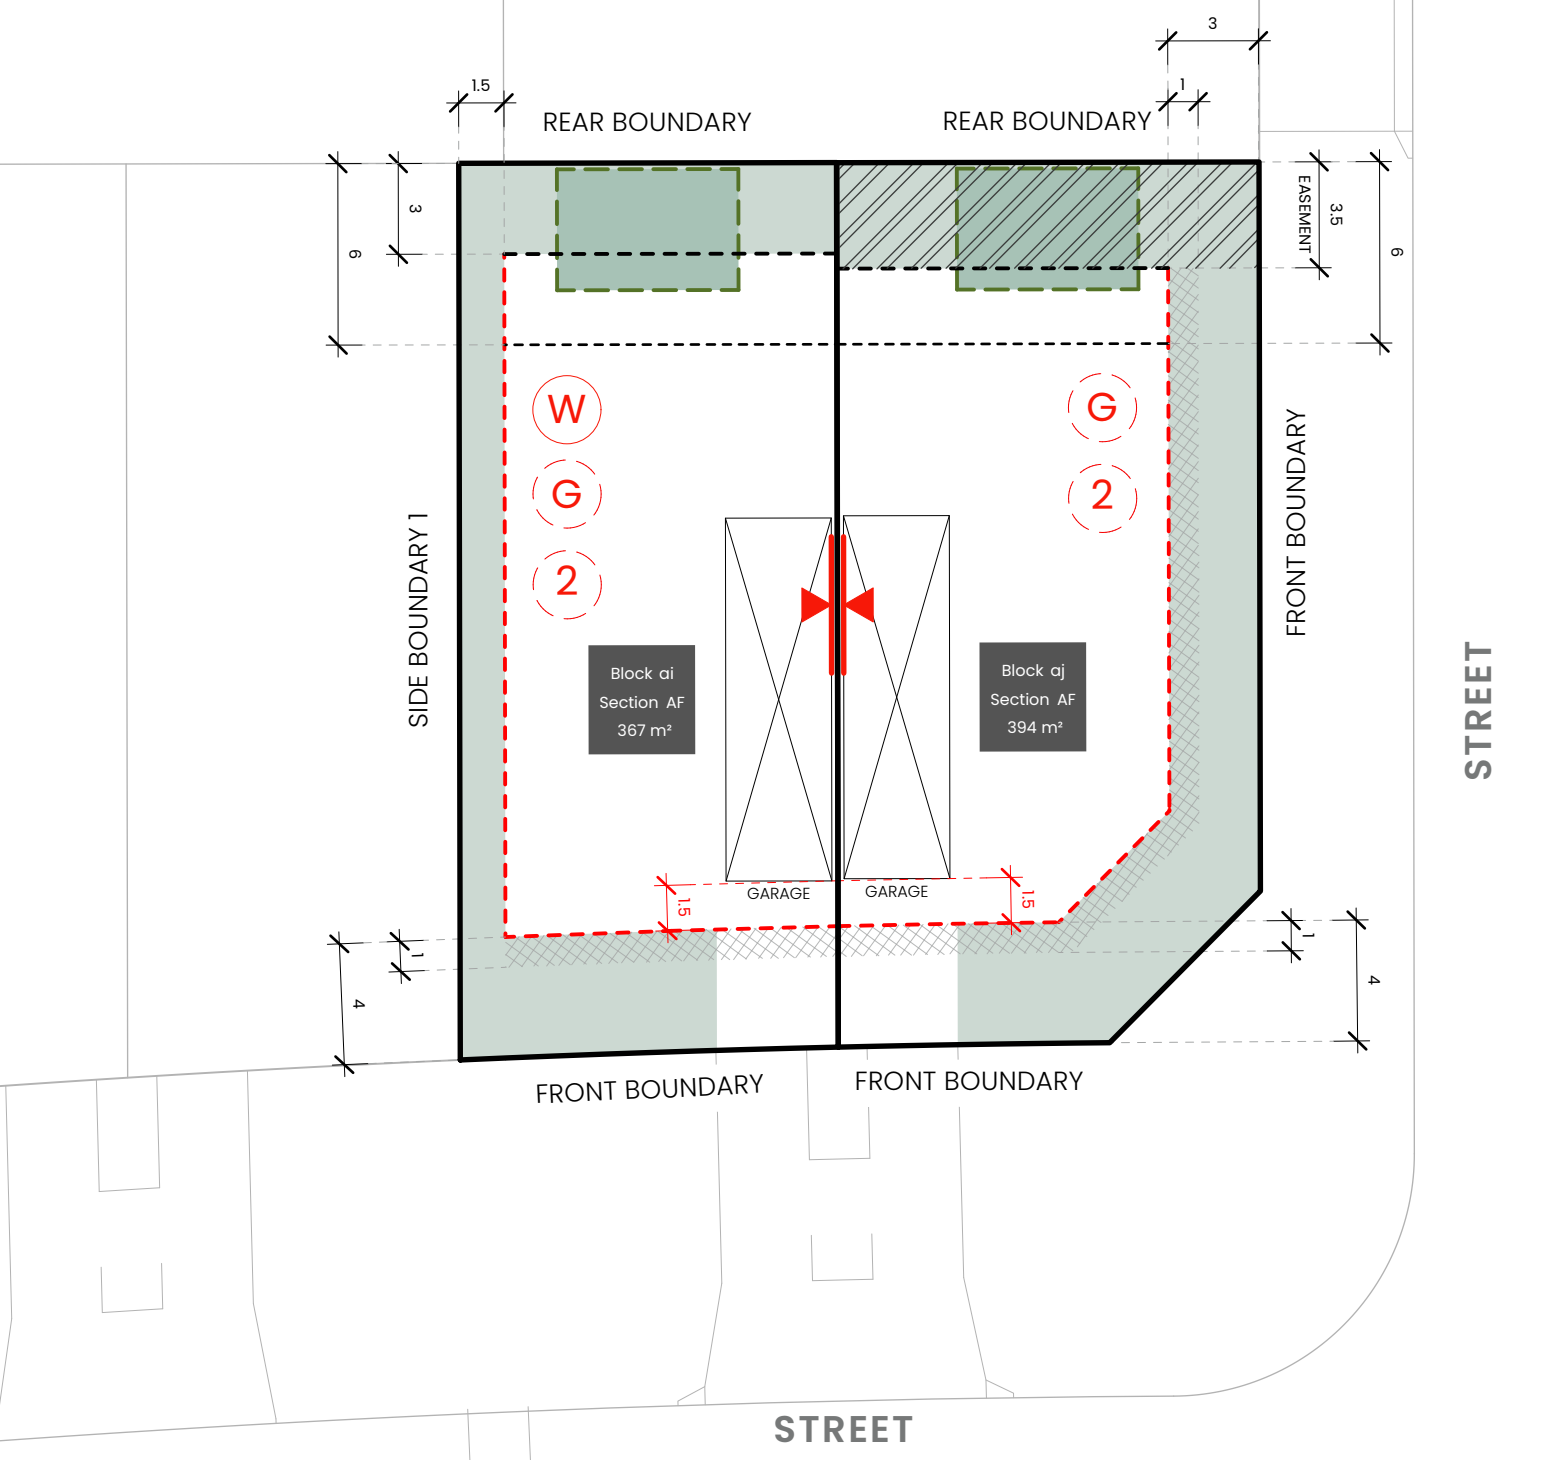 3
1.5
1
REAR BOUNDARY
REAR BOUNDARY
3
6
EASEMENT
3.5
6
W
G
2
G
2
SIDE BOUNDARY 1
FRONT BOUNDARY
Block ai
Section AF
367 m²
Block aj
Section AF
394 m²
STREET
GARAGE
GARAGE
1.5
1.5
1
4
1
4
FRONT BOUNDARY
FRONT BOUNDARY
STREET